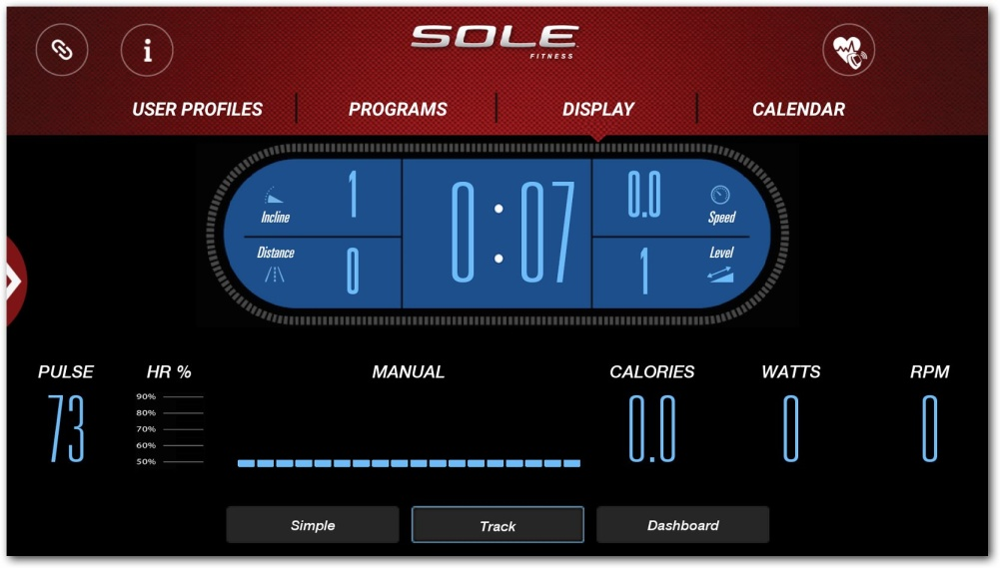 SOLE
FITNESS
USER PROFILES
PROGRAMS
DISPLAY
CALENDAR
Incline
1
Distance
0
0:07
0.0
Speed
1
Level
PULSE
73
HR %
90%
80%
70%
60%
50%
MANUAL
CALORIES
0.0
WATTS
0
RPM
0
Simple
Track
Dashboard